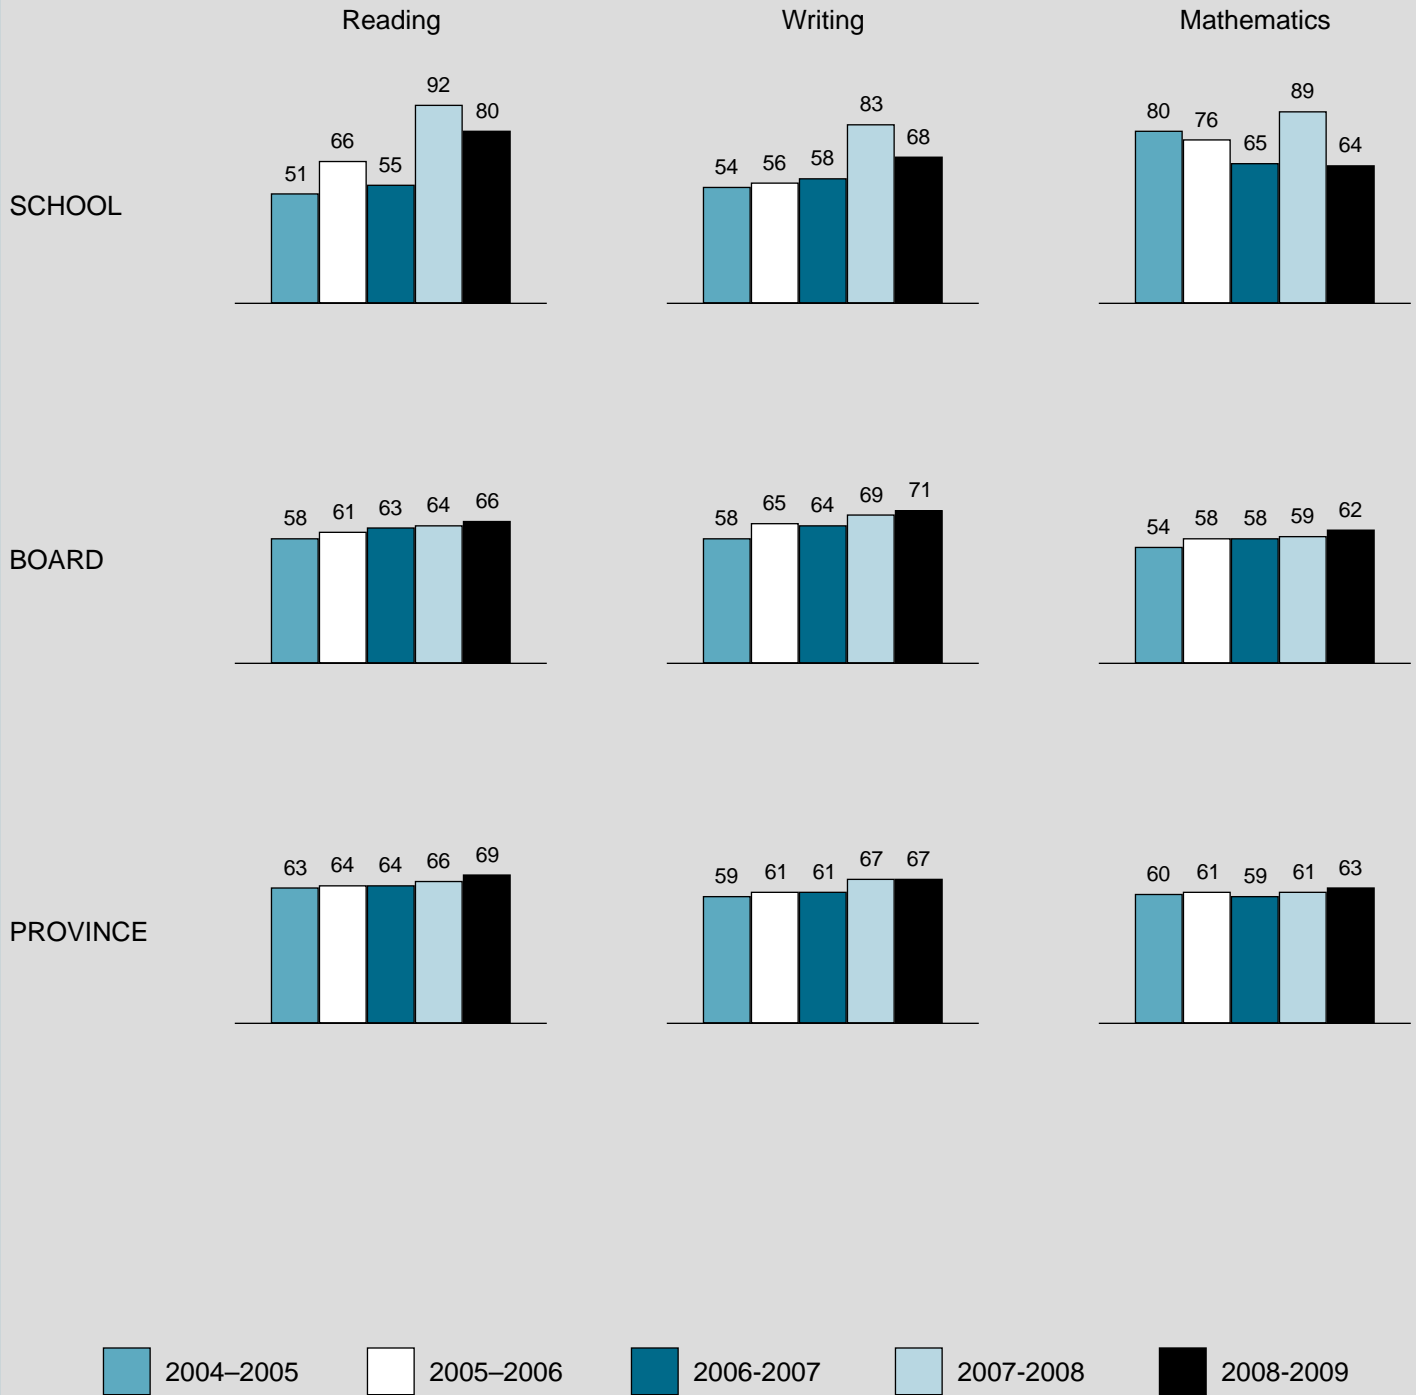 Reading Writing Mathematics
SCHOOL
51 66 55 92 80
54 56 58 83 68
80 76 65 89 64
BOARD
58 61 63 64 66
58 65 64 69 71
54 58 58 59 62
PROVINCE
63 64 64 66 69
59 61 61 67 67
60 61 59 61 63
2004–2005 2005–2006 2006-2007 2007-2008 2008-2009